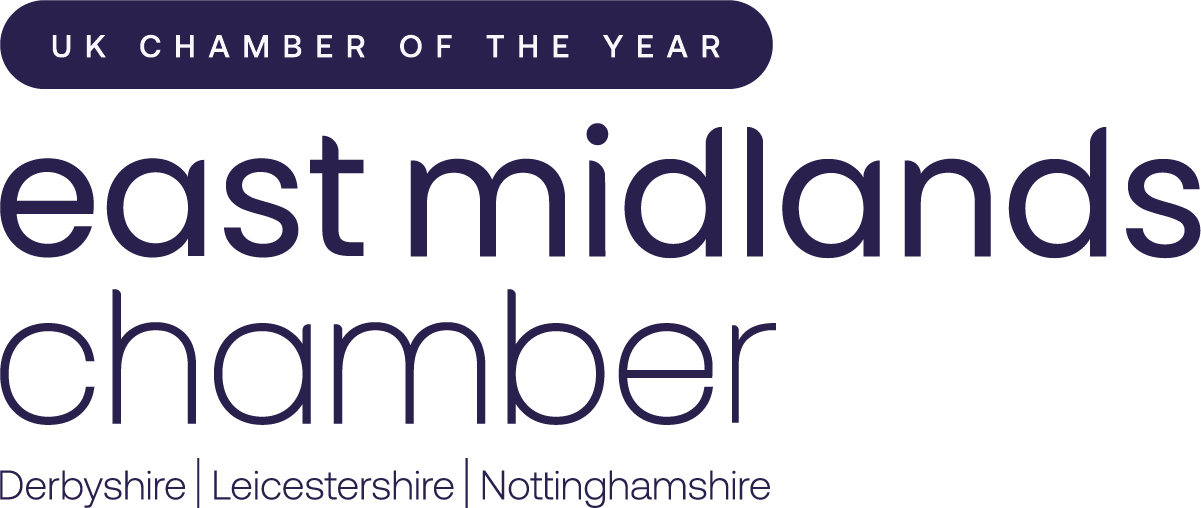 UK CHAMBER OF THE YEAR
east midlands
chamber
Derbyshire | Leicestershire | Nottinghamshire